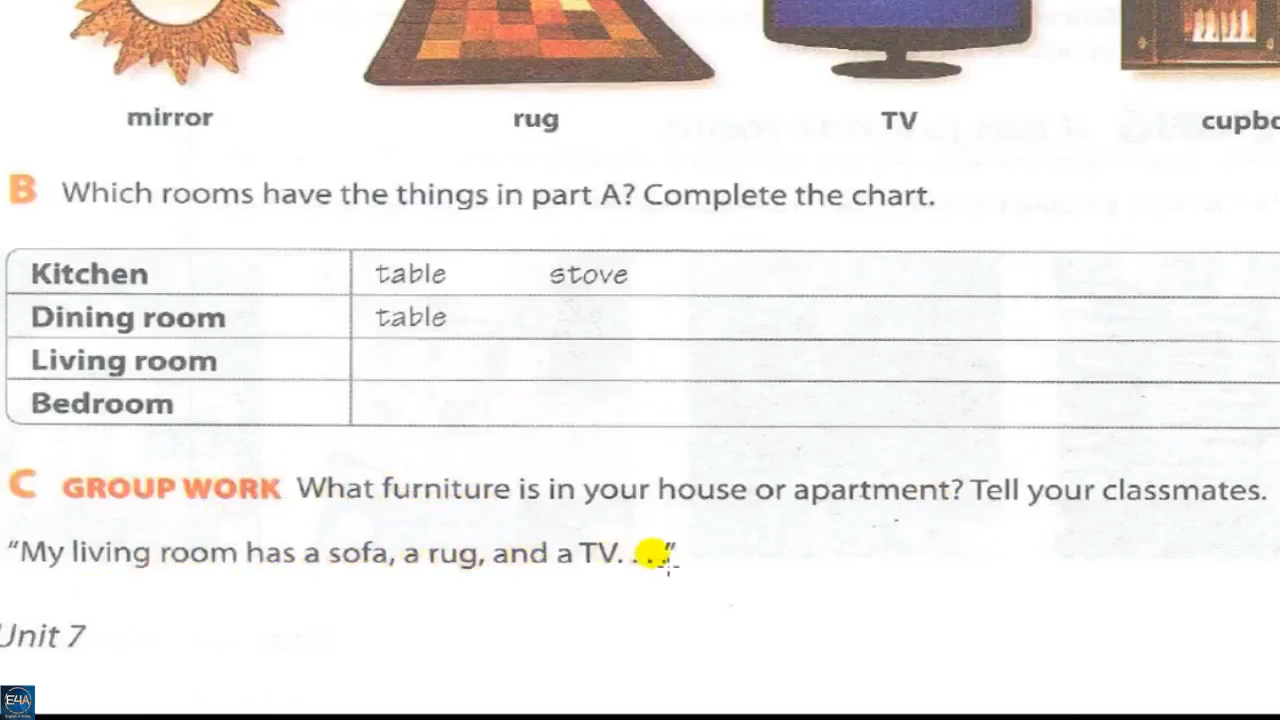 mirror rug TV cupbo
B Which rooms have the things in part A? Complete the chart.
Kitchen table stove
Dining room table
Living room
Bedroom
C GROUP WORK What furniture is in your house or apartment? Tell your classmates.
“My living room has a sofa, a rug, and a TV. . . .”
Unit 7
E4A